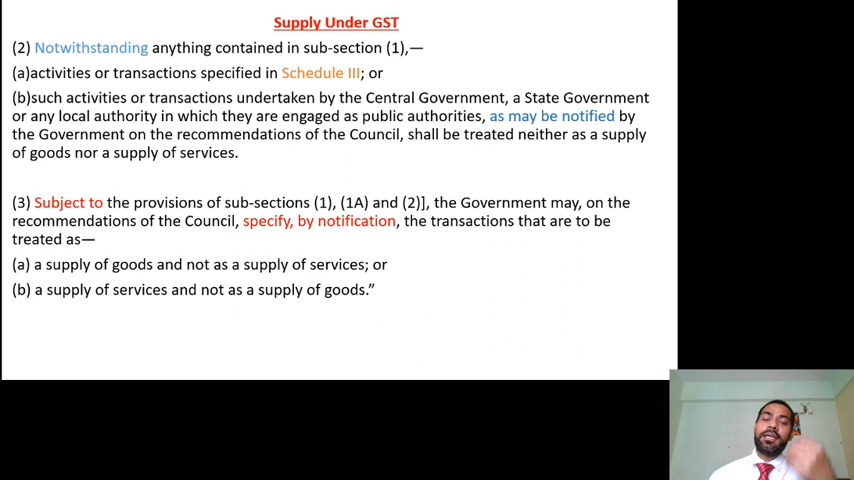 Supply Under GST
(2) Notwithstanding anything contained in sub-section (1),—
(a)activities or transactions specified in Schedule III; or
(b)such activities or transactions undertaken by the Central Government, a State Government
or any local authority in which they are engaged as public authorities, as may be notified by
the Government on the recommendations of the Council, shall be treated neither as a supply
of goods nor a supply of services.
(3) Subject to the provisions of sub-sections (1), (1A) and (2)], the Government may, on the
recommendations of the Council, specify, by notification, the transactions that are to be
treated as—
(a) a supply of goods and not as a supply of services; or
(b) a supply of services and not as a supply of goods.”